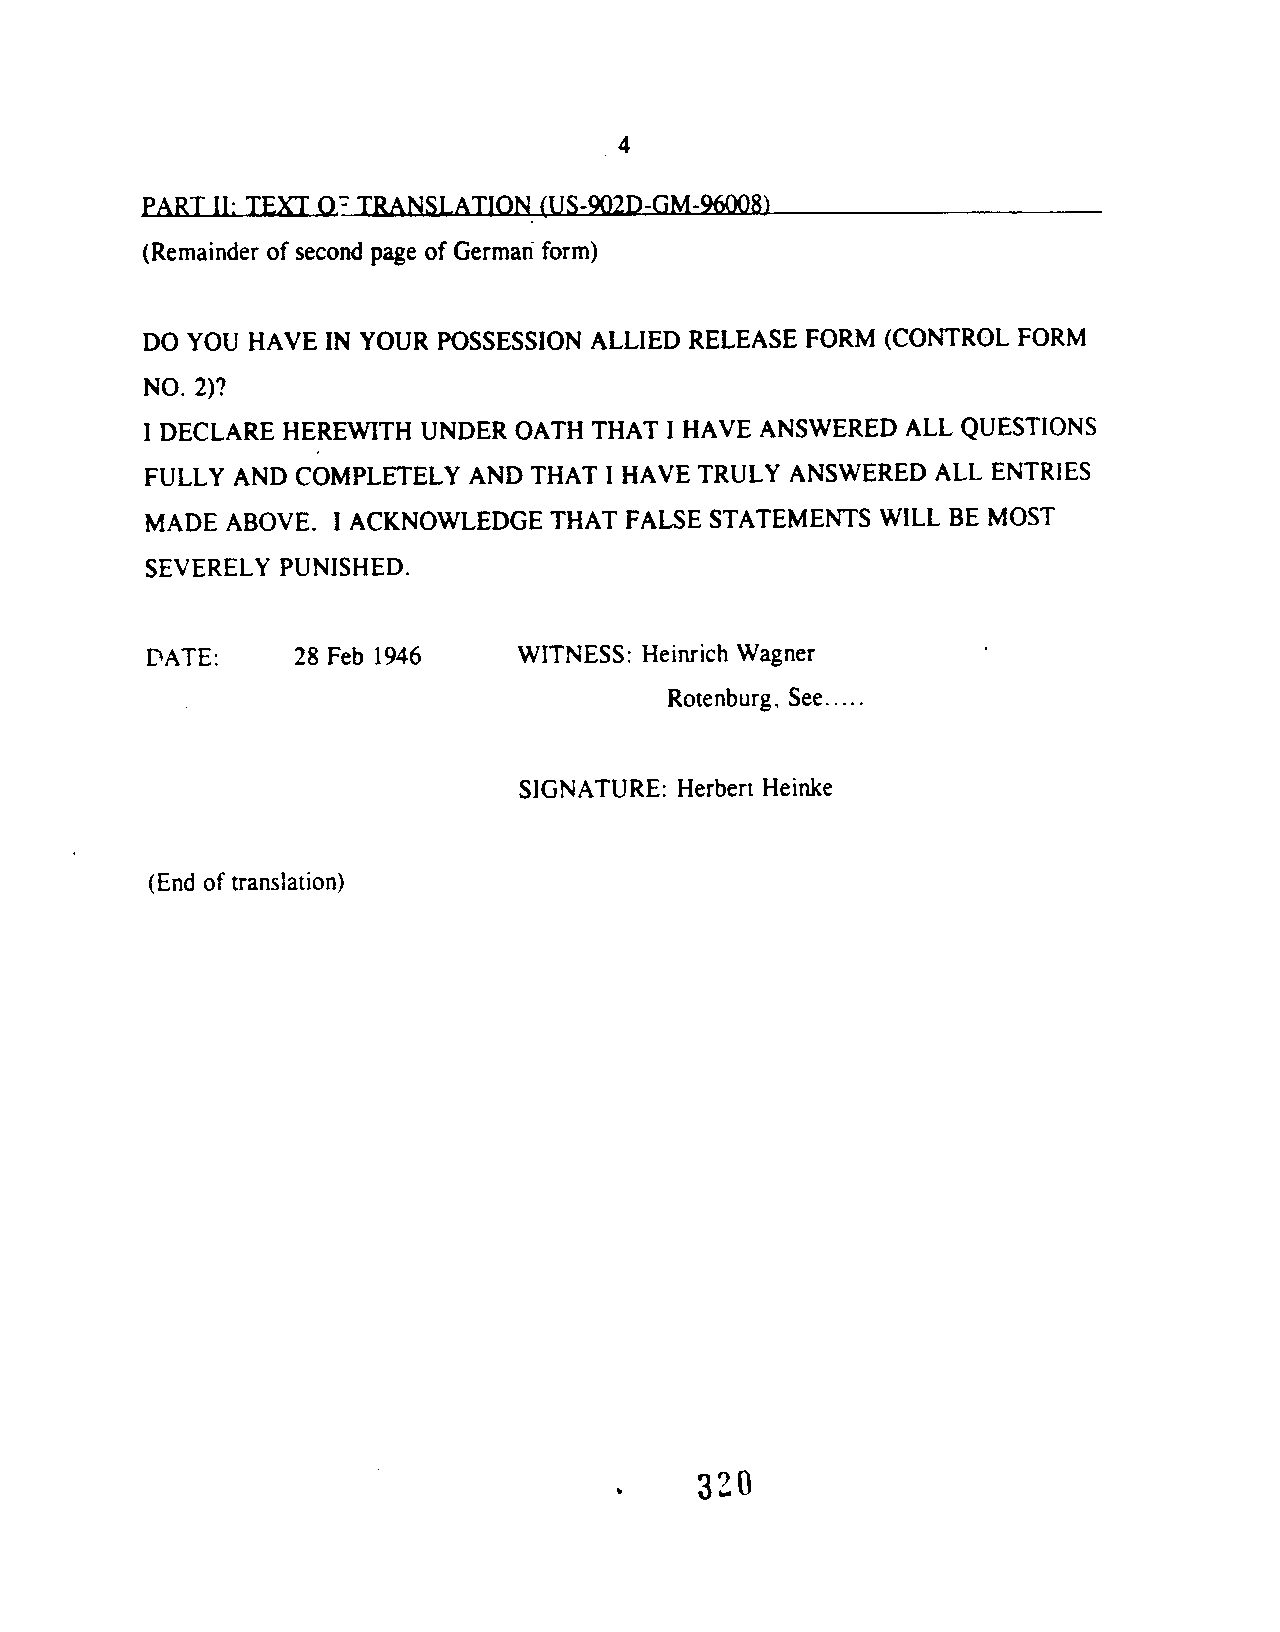 4
PART II: TEXT OF TRANSLATION (US-902D-GM-96008)
(Remainder of second page of German form)
DO YOU HAVE IN YOUR POSSESSION ALLIED RELEASE FORM (CONTROL FORM
NO. 2)?
I DECLARE HEREWITH UNDER OATH THAT I HAVE ANSWERED ALL QUESTIONS
FULLY AND COMPLETELY AND THAT I HAVE TRULY ANSWERED ALL ENTRIES
MADE ABOVE. I ACKNOWLEDGE THAT FALSE STATEMENTS WILL BE MOST
SEVERELY PUNISHED.
DATE: 28 Feb 1946 WITNESS: Heinrich Wagner
Rotenburg, See.....
SIGNATURE: Herbert Heinke
(End of translation)
320